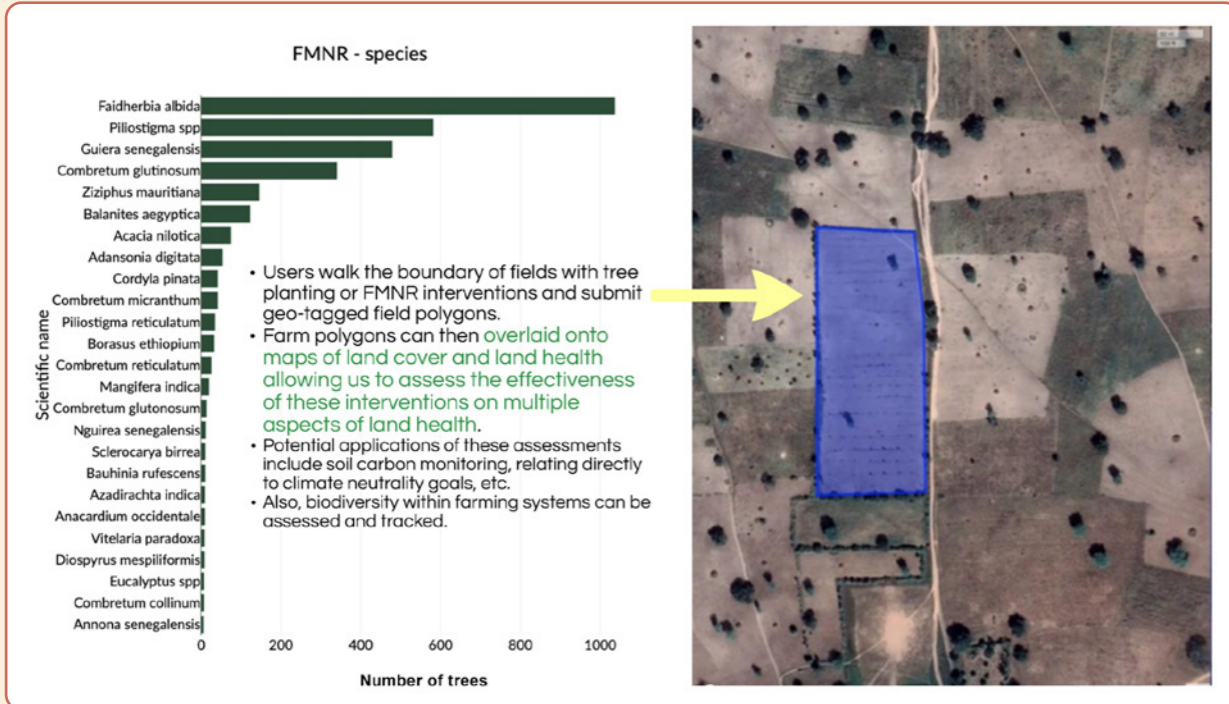 FMNR - species
Scientific name
Faidherbia albida
Piliostigma spp
Guiera senegalensis
Combretum glutinosum
Ziziphus mauritiana
Balanites aegyptica
Acacia nilotica
Adansonia digitata
Cordyla pinata
Combretum micranthum
Piliostigma reticulatum
Borasus ethiopium
Combretum reticulatum
Mangifera indica
Combretum glutonosum
Nguirea senegalensis
Sclerocarya birrea
Bauhinia rufescens
Azadirachta indica
Anacardium occidentale
Vitelaria paradoxa
Diospyrus mespiliformis
Eucalyptus spp
Combretum collinum
Annona senegalensis
0 200 400 600 800 1000
Number of trees
• Users walk the boundary of fields with tree
planting or FMNR interventions and submit
geo-tagged field polygons.
• Farm polygons can then overlaid onto
maps of land cover and land health
allowing us to assess the effectiveness
of these interventions on multiple
aspects of land health.
• Potential applications of these assessments
include soil carbon monitoring, relating directly
to climate neutrality goals, etc.
• Also, biodiversity within farming systems can be
assessed and tracked.